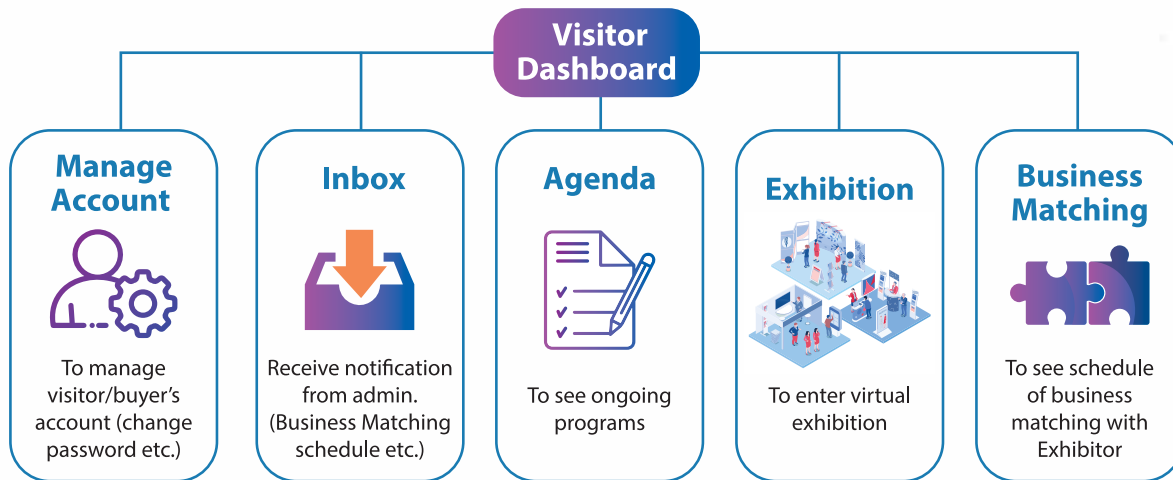 Visitor
Dashboard
Manage
Account
To manage
visitor/buyer's
account (change
password etc.)
Inbox
Receive notification
from admin.
(Business Matching
schedule etc.)
Agenda
To see ongoing
programs
Exhibition
To enter virtual
exhibition
Business
Matching
To see schedule
of business
matching with
Exhibitor